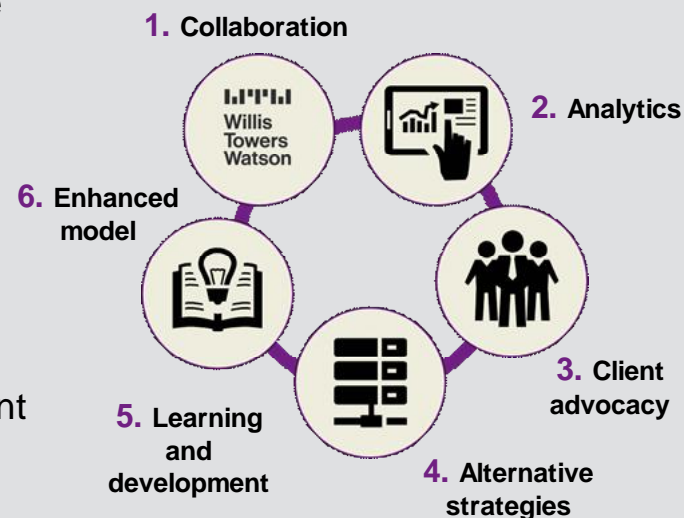 e
1. Collaboration
Willis
Towers
Watson
2. Analytics
6. Enhanced
model
3. Client
advocacy
nt
5. Learning
and
development
4. Alternative
strategies